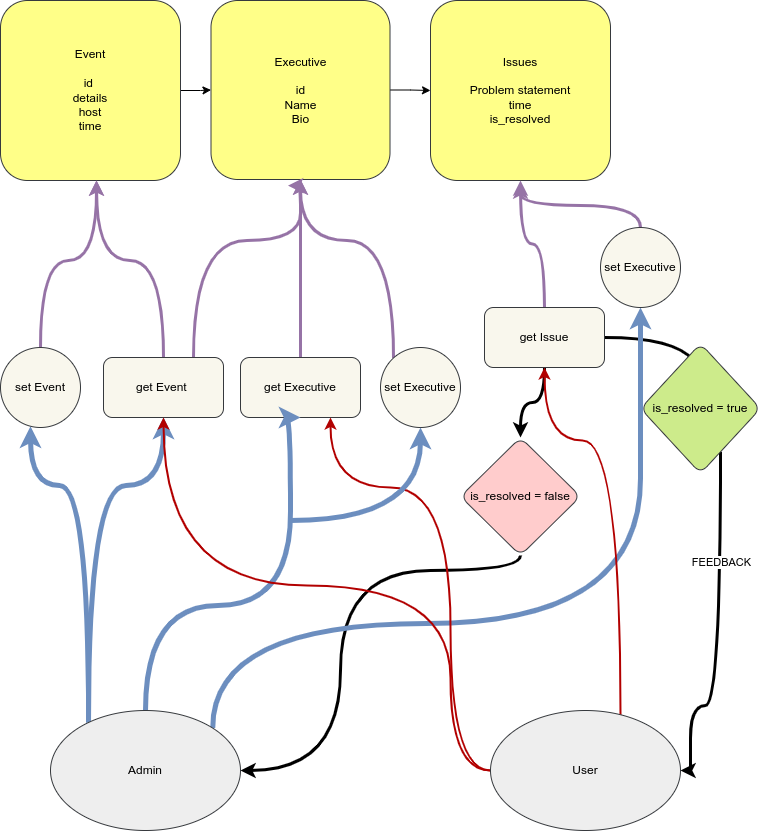 Event
id
details
host
time
Executive
id
Name
Bio
Issues
Problem statement
time
is_resolved
set Executive
get Issue
set Event
get Event
get Executive
set Executive
is_resolved = true
is_resolved = false
FEEDBACK
Admin
User